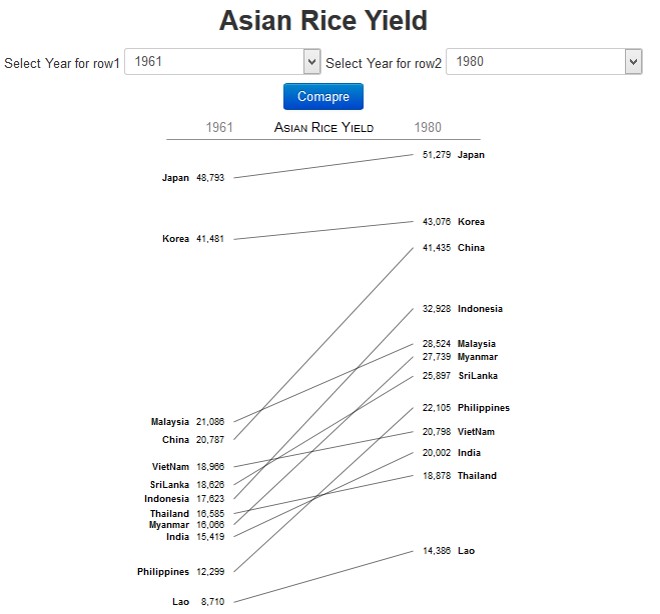 Asian Rice Yield
Select Year for row1 1961 Select Year for row2 1980
Comapre
1961 ASIAN RICE YIELD 1980
51,279 Japan
Japan 48,793
43,076 Korea
Korea 41,481
41,435 China
32,928 Indonesia
28,524 Malaysia
27,739 Myanmar
25,897 SriLanka
22,105 Philippines
Malaysia 21,086
20,798 VietNam
China 20,787
20,002 India
VietNam 18,966
18,878 Thailand
SriLanka 18,626
Indonesia 17,623
Thailand 16,585
Myanmar 16,066
India 15,419
14,386 Lao
Philippines 12,299
Lao 8,710